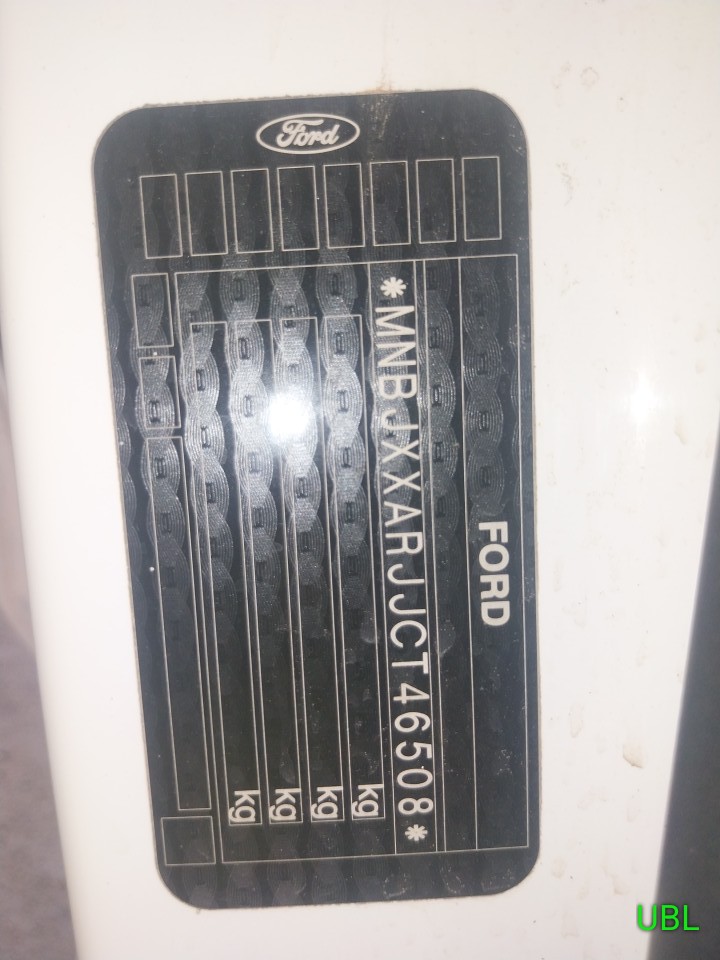 Ford
FORD
*MNBJXXARJJCT46508*
kg
kg
kg
kg
UBL